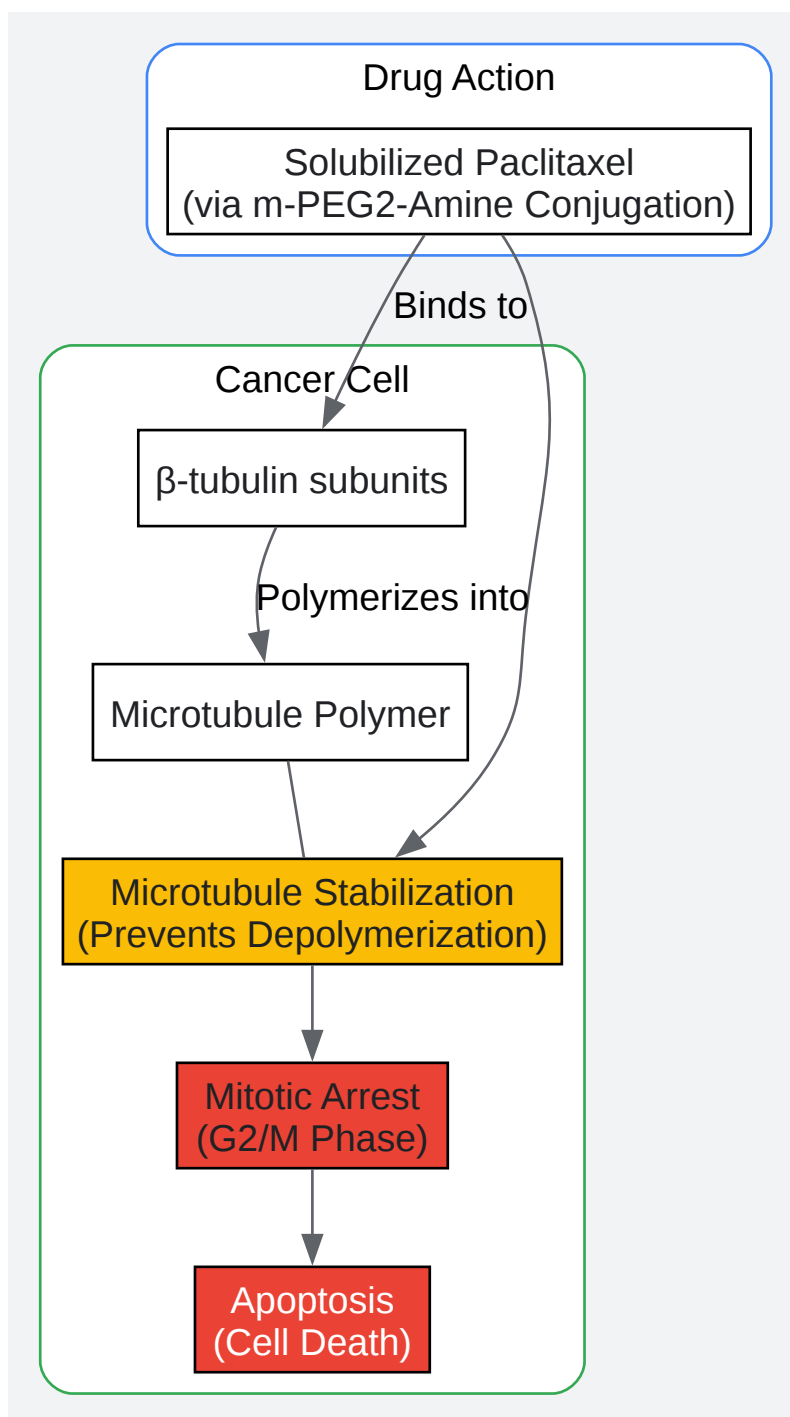 Drug Action
Solubilized Paclitaxel
(via m-PEG2-Amine Conjugation)
Binds to
Cancer Cell
β-tubulin subunits
Polymerizes into
Microtubule Polymer
Microtubule Stabilization
(Prevents Depolymerization)
Mitotic Arrest
(G2/M Phase)
Apoptosis
(Cell Death)